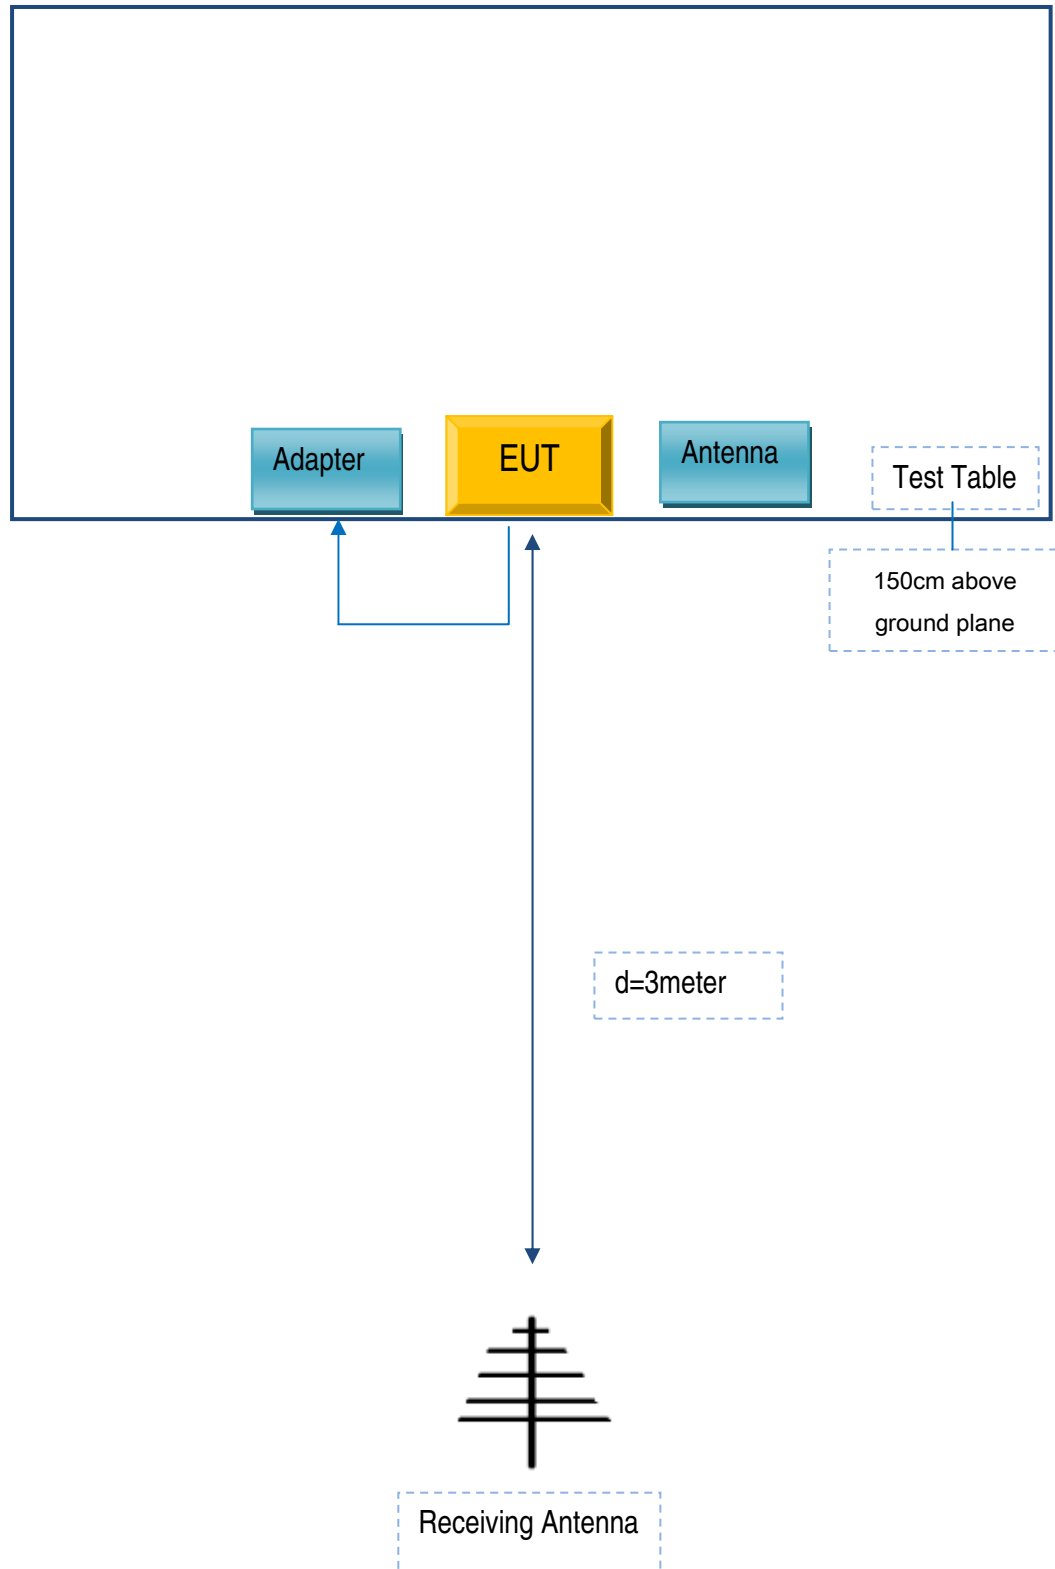 Adapter
EUT
Antenna
Test Table
150cm above
ground plane
d=3meter
Receiving Antenna